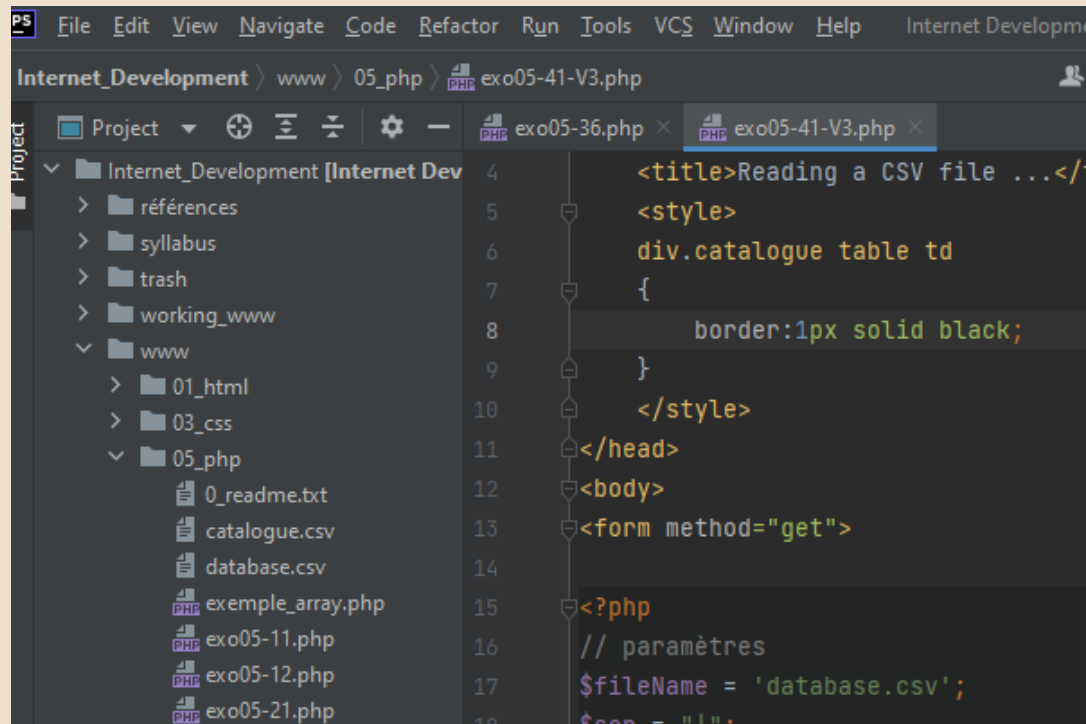 PS File Edit View Navigate Code Refactor Run Tools VCS Window Help Internet Developme
Internet_Development www 05_php exo05-41-V3.php
Project
Project
exo05-36.php exo05-41-V3.php
Internet_Development [Internet Dev
références
syllabus
trash
working_www
www
01_html
03_css
05_php
0_readme.txt
catalogue.csv
database.csv
exemple_array.php
exo05-11.php
exo05-12.php
exo05-21.php
4 <title>Reading a CSV file ...</t
5 <style>
6 div.catalogue table td
7 {
8 border:1px solid black;
9 }
10 </style>
11 </head>
12 <body>
13 <form method="get">
14
15 <?php
16 // paramètres
17 $fileName = 'database.csv';
18 $sep = "|";